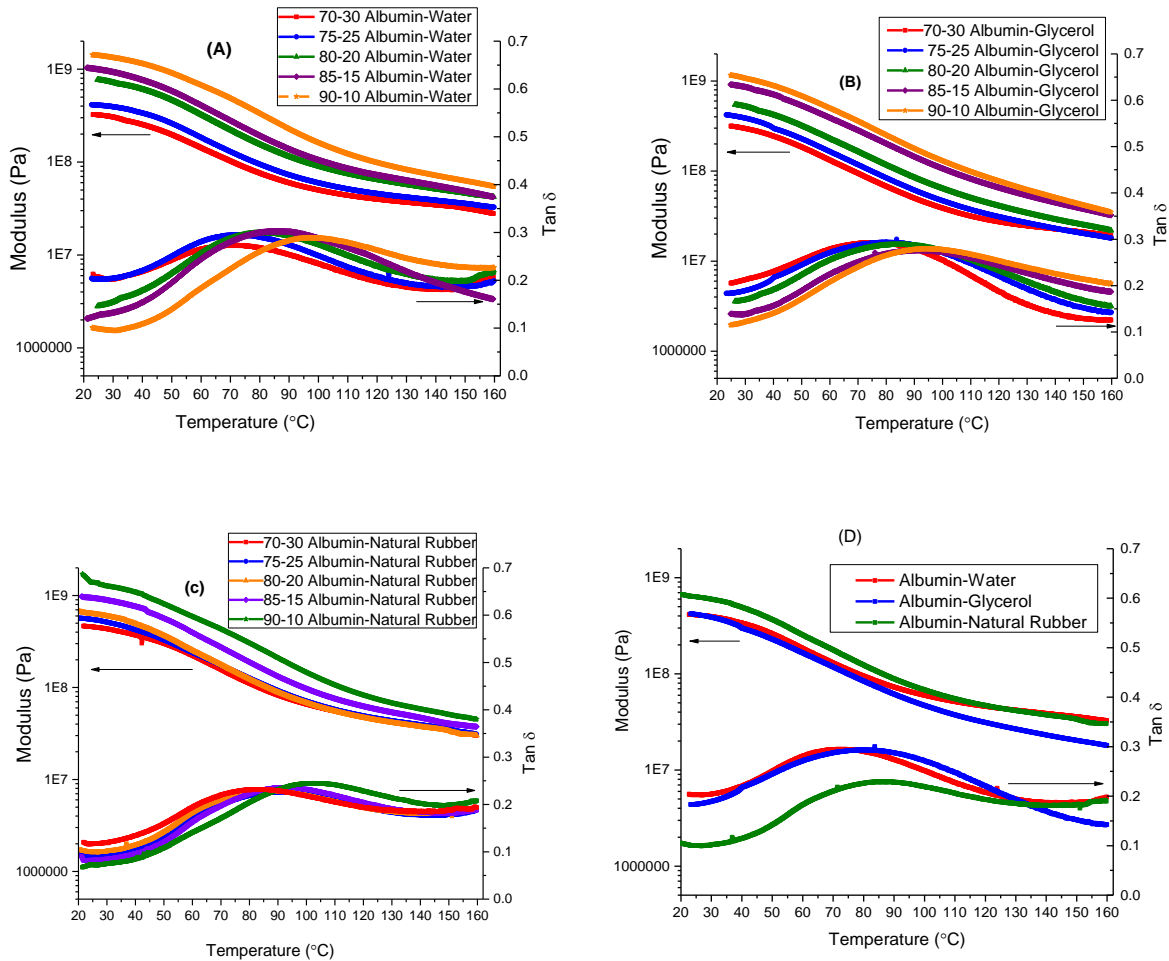 (A)
70-30 Albumin-Water
75-25 Albumin-Water
80-20 Albumin-Water
85-15 Albumin-Water
90-10 Albumin-Water
1E9
1E8
1E7
1000000
Modulus (Pa)
0.7
0.6
0.5
0.4
0.3
0.2
0.1
0.0
Tan δ
20 30 40 50 60 70 80 90 100 110 120 130 140 150 160
Temperature (°C)
(B)
70-30 Albumin-Glycerol
75-25 Albumin-Glycerol
80-20 Albumin-Glycerol
85-15 Albumin-Glycerol
90-10 Albumin-Glycerol
1E9
1E8
1E7
1000000
Modulus (Pa)
0.7
0.6
0.5
0.4
0.3
0.2
0.1
0.0
Tan δ
20 30 40 50 60 70 80 90 100 110 120 130 140 150 160
Temperature (°C)
(c)
70-30 Albumin-Natural Rubber
75-25 Albumin-Natural Rubber
80-20 Albumin-Natural Rubber
85-15 Albumin-Natural Rubber
90-10 Albumin-Natural Rubber
1E9
1E8
1E7
1000000
Modulus (Pa)
0.7
0.6
0.5
0.4
0.3
0.2
0.1
0.0
Tan δ
20 30 40 50 60 70 80 90 100 110 120 130 140 150 160
Temperature (°C)
(D)
Albumin-Water
Albumin-Glycerol
Albumin-Natural Rubber
1E9
1E8
1E7
1000000
Modulus (Pa)
0.7
0.6
0.5
0.4
0.3
0.2
0.1
0.0
Tan δ
20 30 40 50 60 70 80 90 100 110 120 130 140 150 160
Temperature (°C)